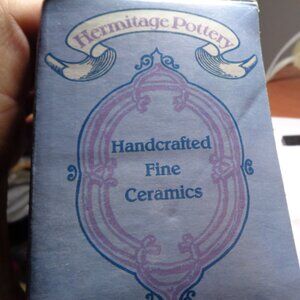 Hermitage Pottery
Handcrafted
Fine
Ceramics